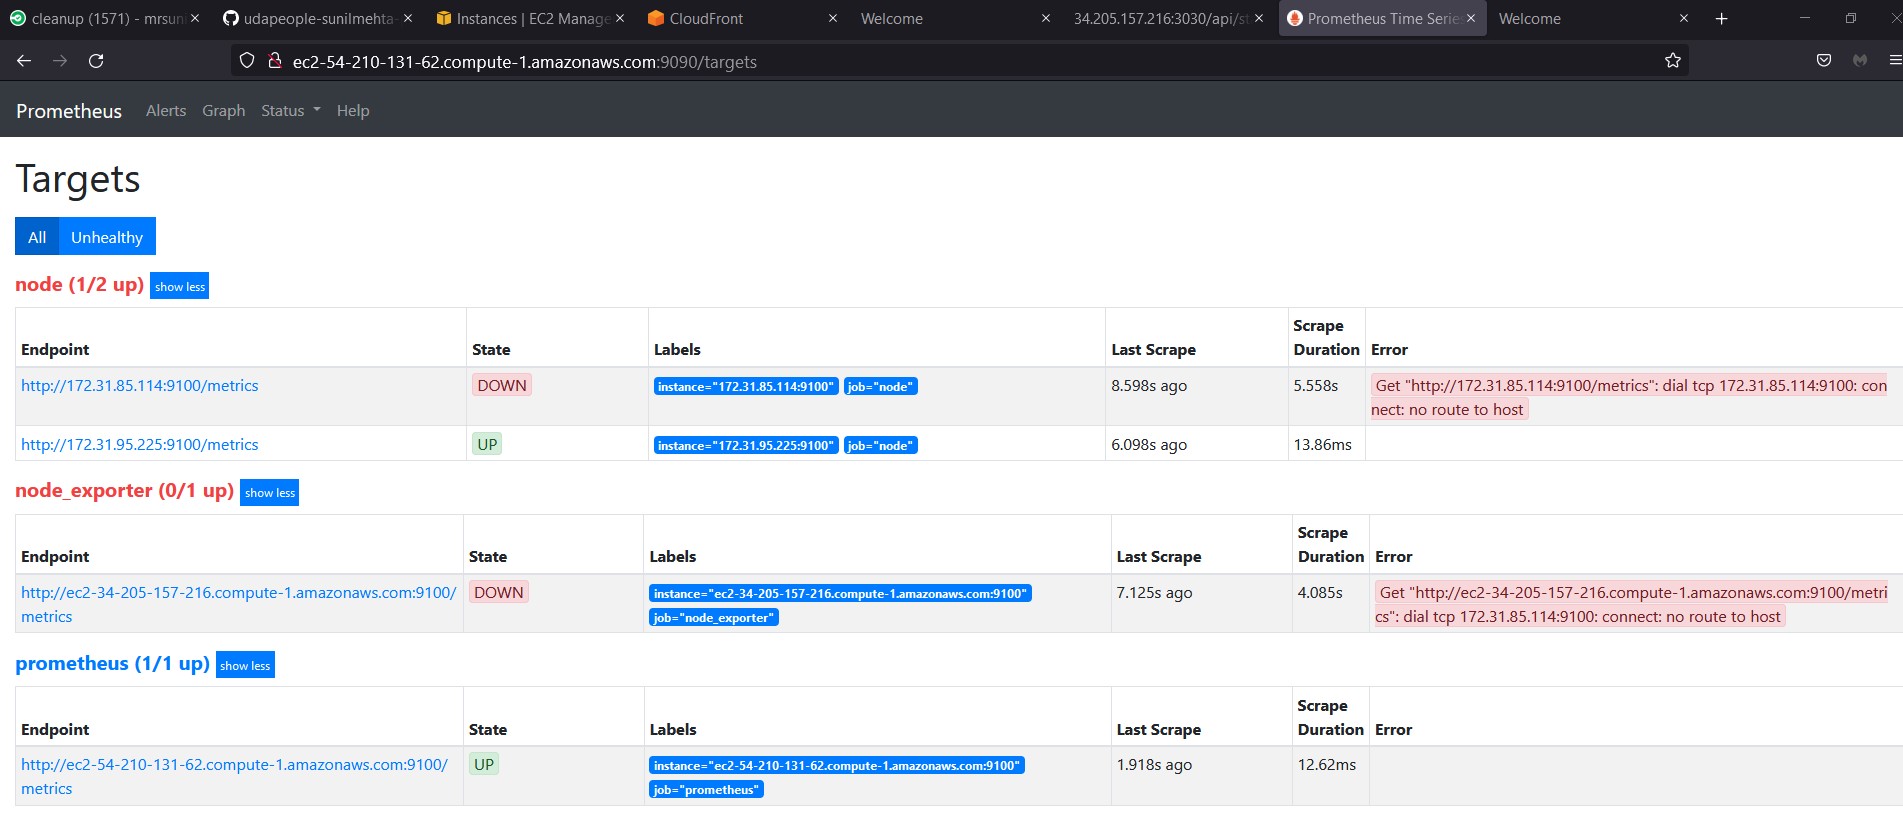 cleanup (1571) - mrsuni
udapeople-sunilmehta-
Instances | EC2 Manage
CloudFront
Welcome
34.205.157.216:3030/api/st
Prometheus Time Series
Welcome
ec2-54-210-131-62.compute-1.amazonaws.com:9090/targets
Prometheus Alerts Graph Status Help
Targets
All Unhealthy
node (1/2 up) show less
Endpoint State Labels Last Scrape Scrape Duration Error
http://172.31.85.114:9100/metrics DOWN instance="172.31.85.114:9100" job="node" 8.598s ago 5.558s Get "http://172.31.85.114:9100/metrics": dial tcp 172.31.85.114:9100: con
nect: no route to host
http://172.31.95.225:9100/metrics UP instance="172.31.95.225:9100" job="node" 6.098s ago 13.86ms
node_exporter (0/1 up) show less
Endpoint State Labels Last Scrape Scrape Duration Error
http://ec2-34-205-157-216.compute-1.amazonaws.com:9100/ DOWN instance="ec2-34-205-157-216.compute-1.amazonaws.com:9100" 7.125s ago 4.085s Get "http://ec2-34-205-157-216.compute-1.amazonaws.com:9100/metri
metrics job="node_exporter" cs": dial tcp 172.31.85.114:9100: connect: no route to host
prometheus (1/1 up) show less
Endpoint State Labels Last Scrape Scrape Duration Error
http://ec2-54-210-131-62.compute-1.amazonaws.com:9100/ UP instance="ec2-54-210-131-62.compute-1.amazonaws.com:9100" 1.918s ago 12.62ms
metrics job="prometheus"